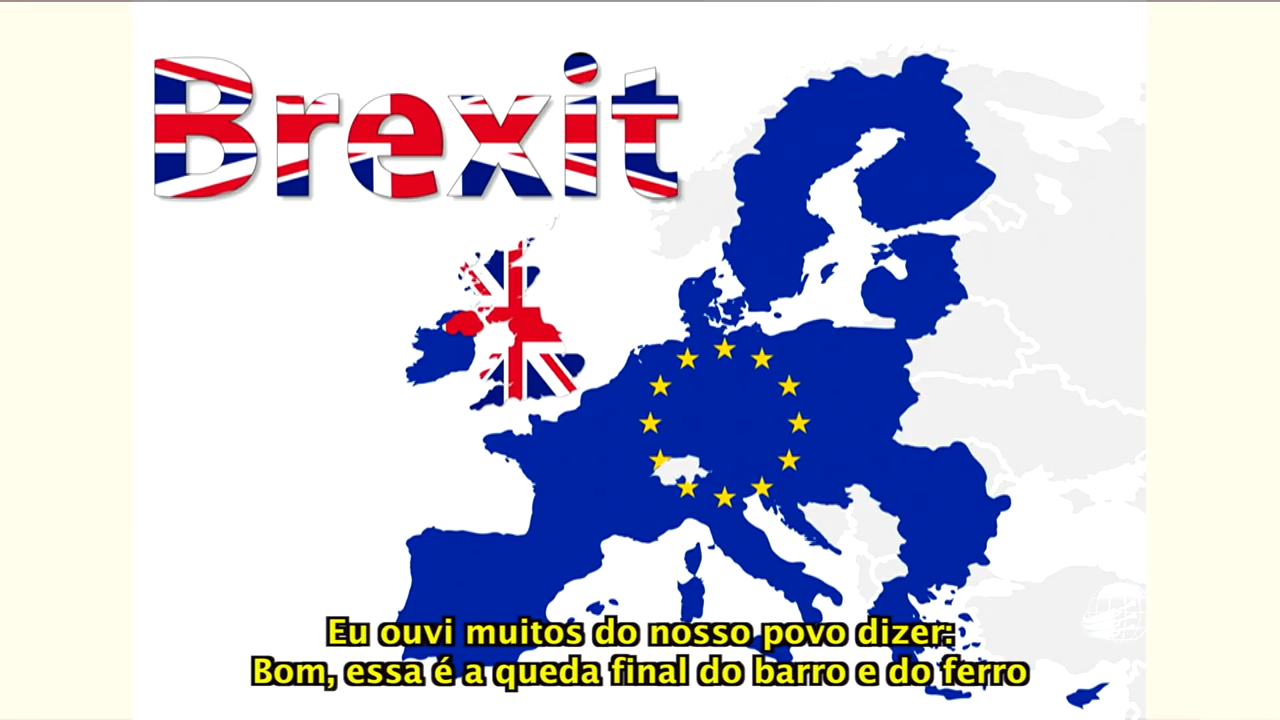 Brexit
Eu ouvi muitos do nosso povo dizer:
Bom, essa é a queda final do barro e do ferro